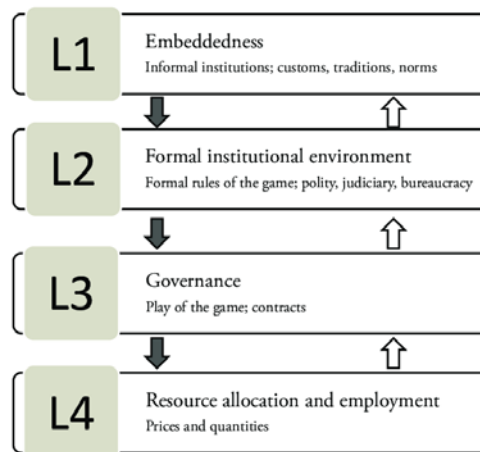 L1
Embeddedness
Informal institutions; customs, traditions, norms
L2
Formal institutional environment
Formal rules of the game; polity, judiciary, bureaucracy
L3
Governance
Play of the game; contracts
L4
Resource allocation and employment
Prices and quantities